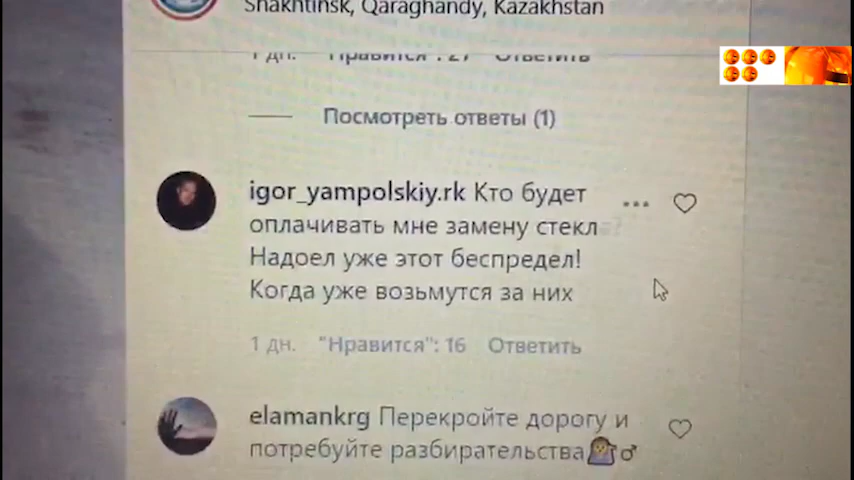 Shakhtinsk, Qaraghandy, Kazakhstan
1 дн. "Нравится": 27 Ответить
Посмотреть ответы (1)
igor_yampolskiy.rk Кто будет
оплачивать мне замену стекла?
Надоел уже этот беспредел!
Когда уже возьмутся за них
1 дн. "Нравится": 16 Ответить
elamankrg Перекройте дорогу и
потребуйте разбирательства🤷🏼‍♂